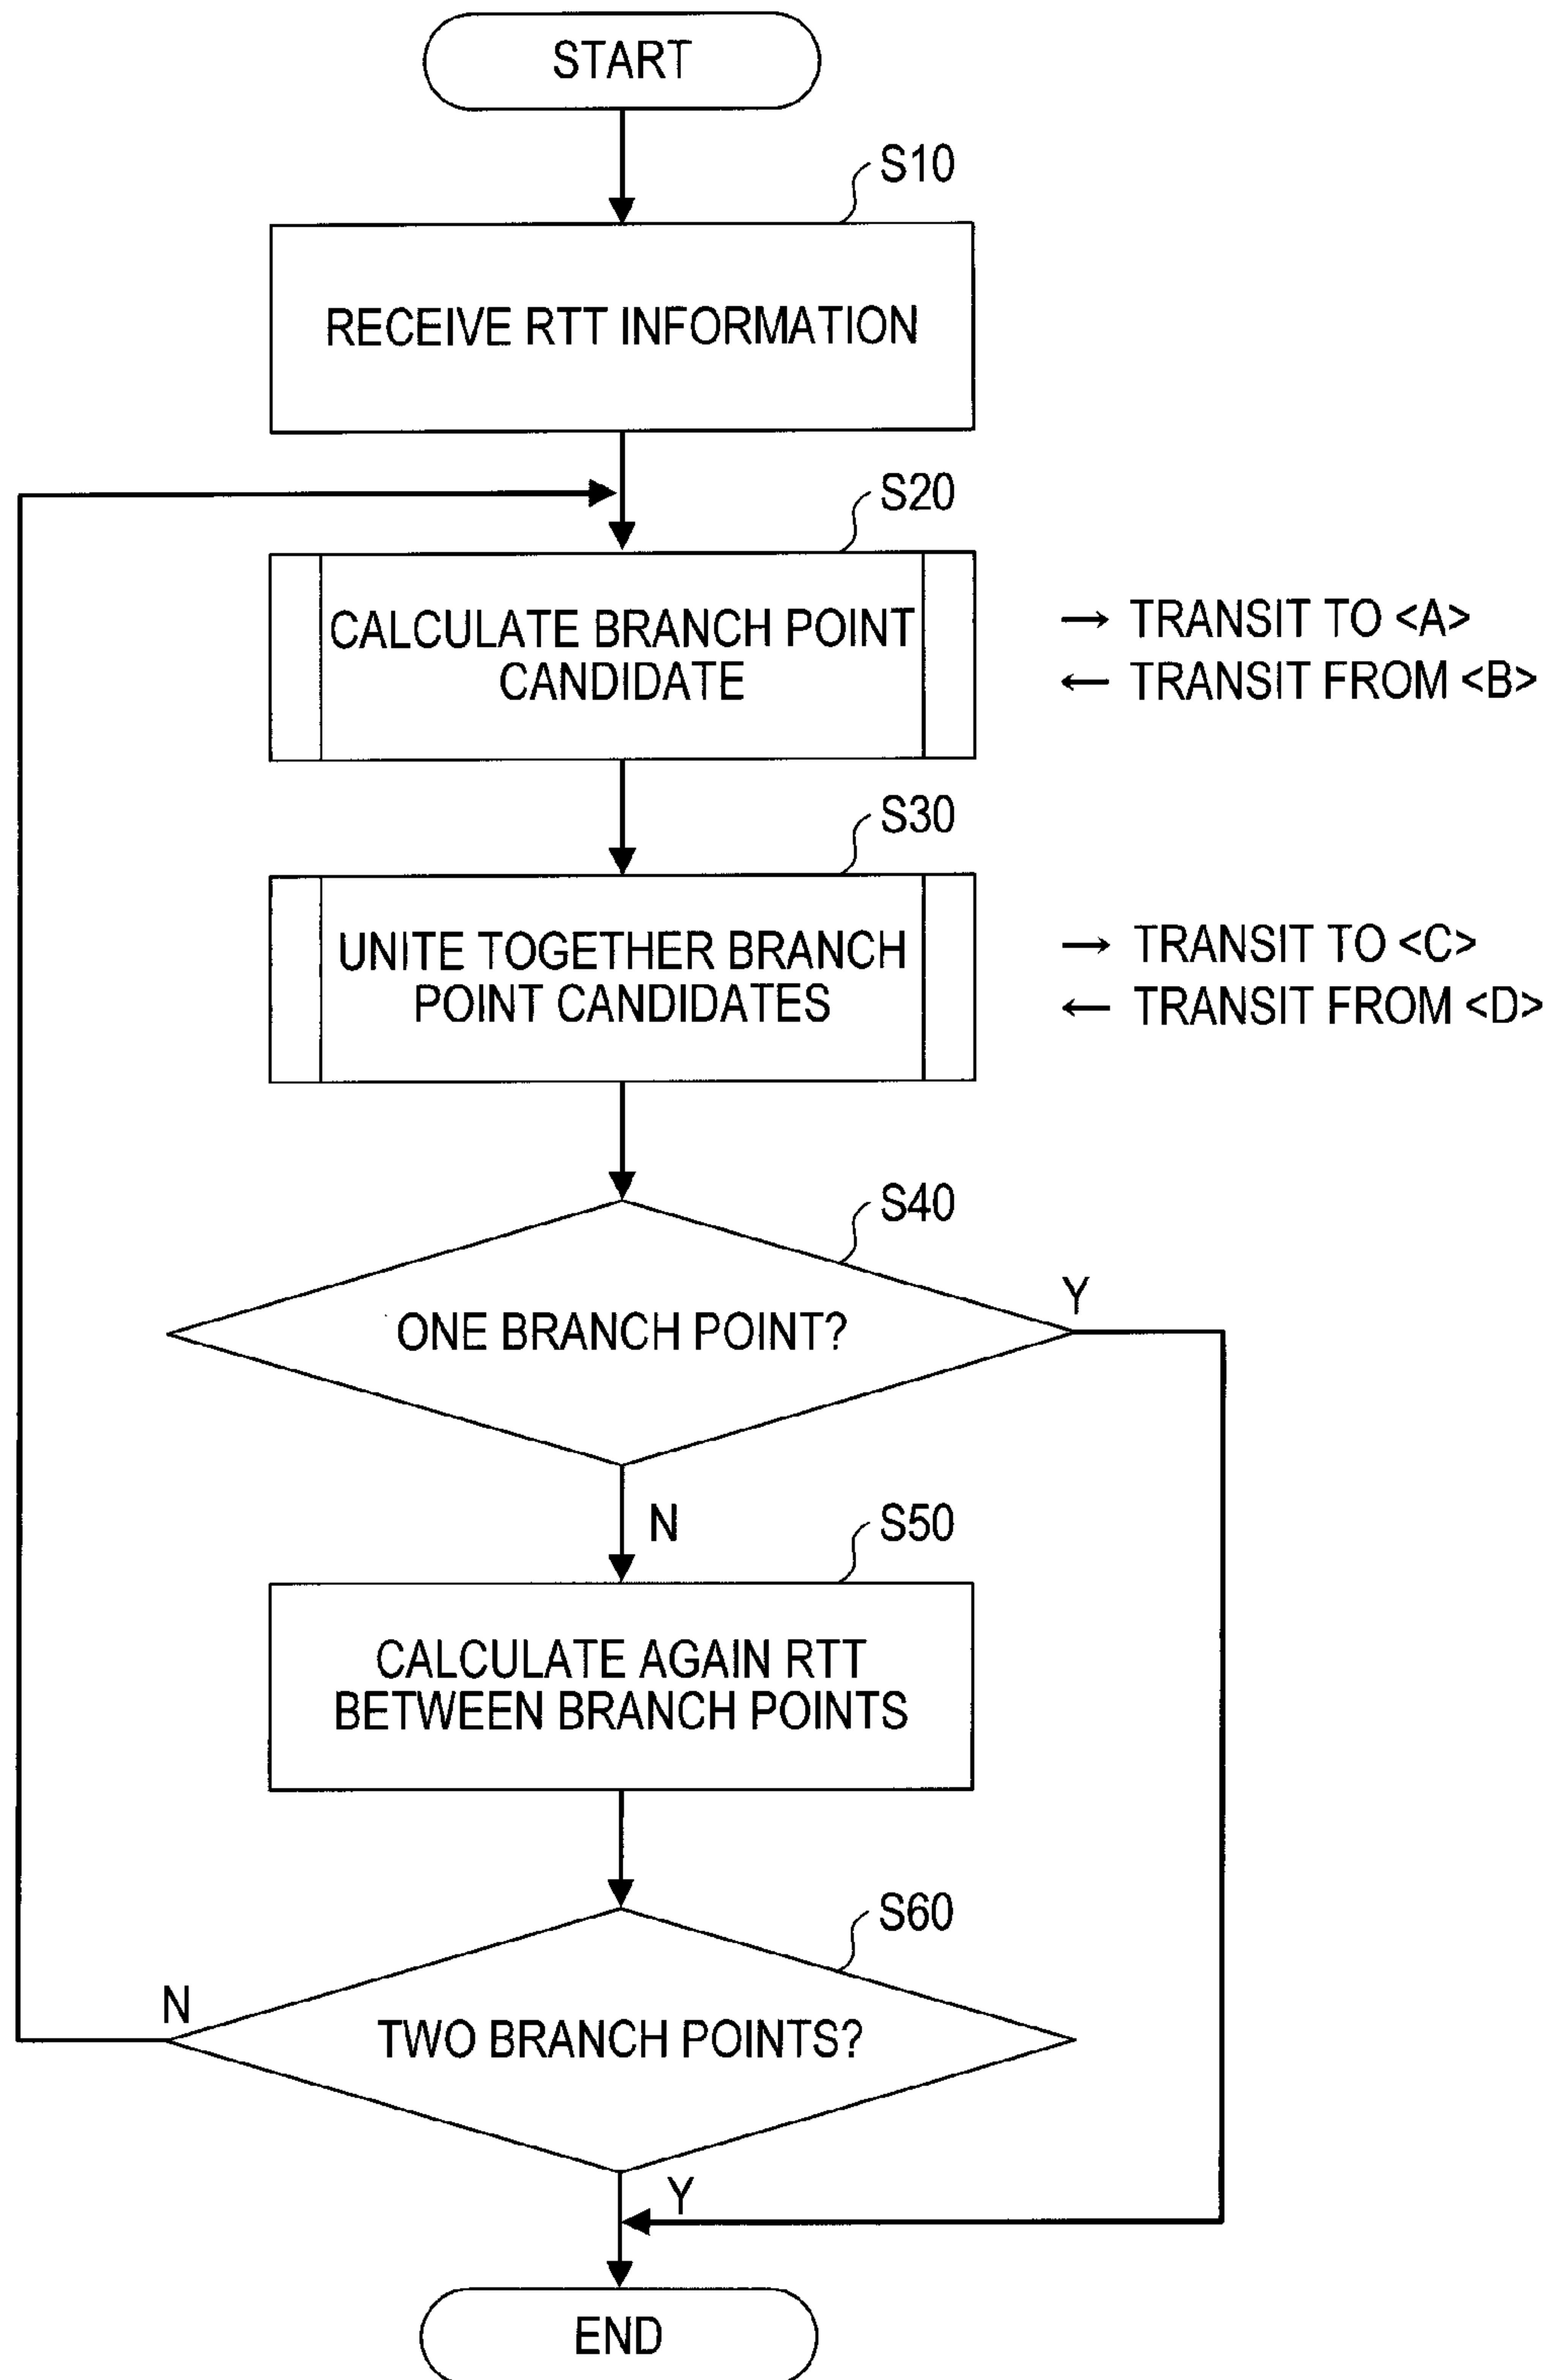 START
S10
RECEIVE RTT INFORMATION
S20
CALCULATE BRANCH POINT
CANDIDATE
→ TRANSIT TO <A>
← TRANSIT FROM <B>
S30
UNITE TOGETHER BRANCH
POINT CANDIDATES
→ TRANSIT TO <C>
← TRANSIT FROM <D>
S40
ONE BRANCH POINT?
Y
N
S50
CALCULATE AGAIN RTT
BETWEEN BRANCH POINTS
S60
TWO BRANCH POINTS?
N
Y
END